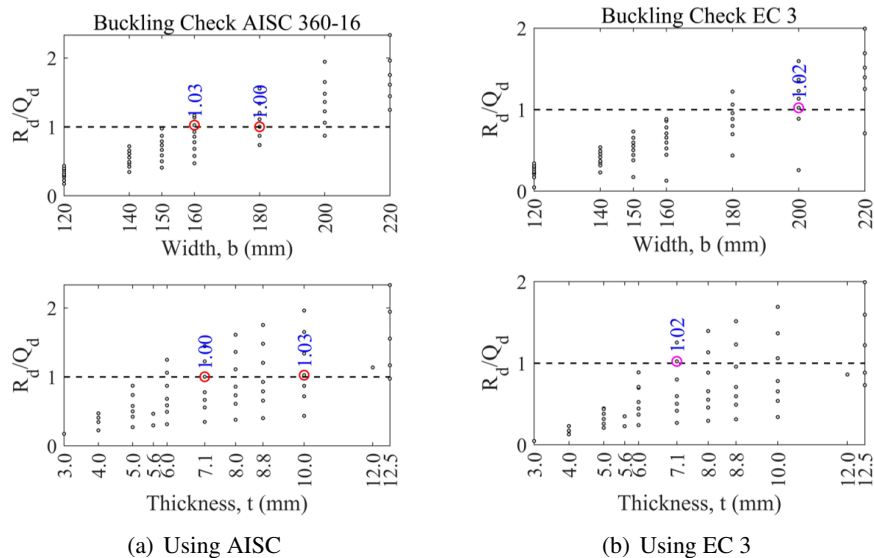 Buckling Check AISC 360-16
R_d/Q_d
2
1
0
1.03
1.00
120 140 150 160 180 200 220
Width, b (mm)
R_d/Q_d
2
1
0
1.00
1.03
3.0 4.0 5.0 5.6 6.0 7.1 8.0 8.8 10.0 12.0 12.5
Thickness, t (mm)
(a) Using AISC
Buckling Check EC 3
R_d/Q_d
2
1
0
1.02
120 140 150 160 180 200 220
Width, b (mm)
R_d/Q_d
2
1
0
1.02
3.0 4.0 5.0 5.6 6.0 7.1 8.0 8.8 10.0 12.0 12.5
Thickness, t (mm)
(b) Using EC 3